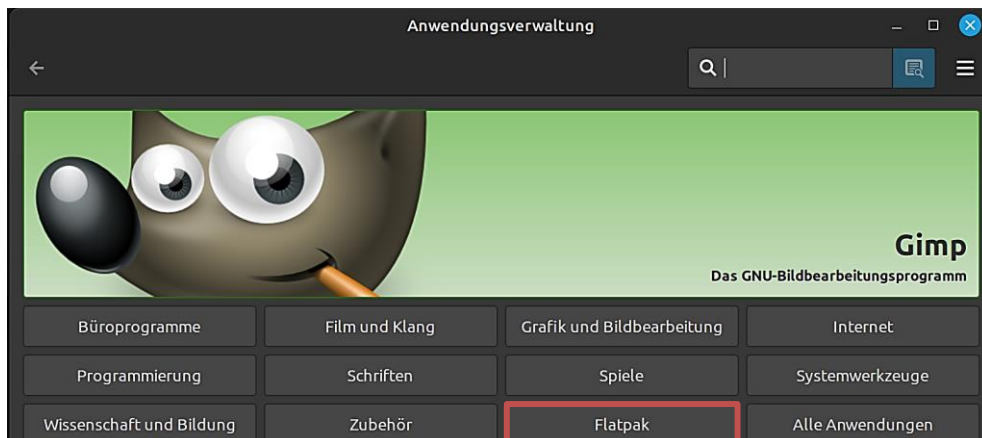 Anwendungsverwaltung
Gimp
Das GNU-Bildbearbeitungsprogramm
Büroprogramme
Film und Klang
Grafik und Bildbearbeitung
Internet
Programmierung
Schriften
Spiele
Systemwerkzeuge
Wissenschaft und Bildung
Zubehör
Flatpak
Alle Anwendungen